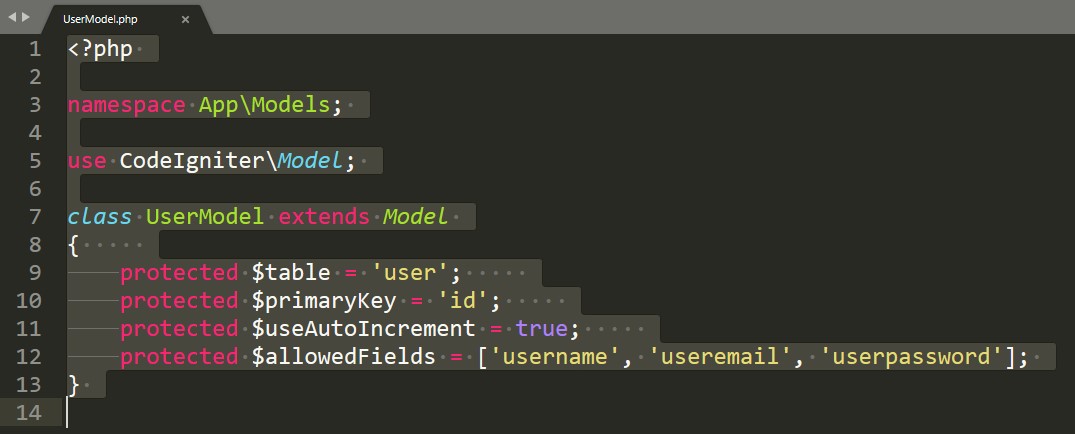 UserModel.php ×
1 <?php
2
3 namespace App\Models;
4
5 use CodeIgniter\Model;
6
7 class UserModel extends Model
8 {
9 protected $table = 'user';
10 protected $primaryKey = 'id';
11 protected $useAutoIncrement = true;
12 protected $allowedFields = ['username', 'useremail', 'userpassword'];
13 }
14